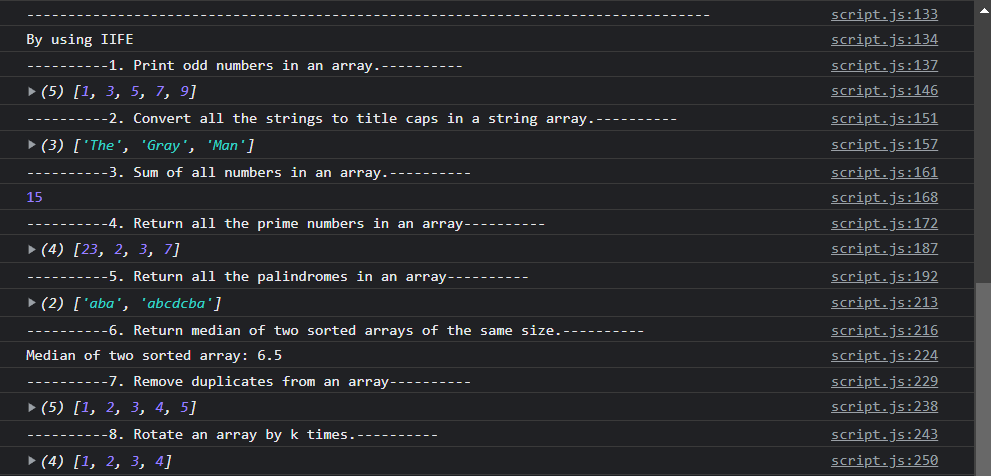 ----------------------------------------------------------------------------------- script.js:133
By using IIFE script.js:134
----------1. Print odd numbers in an array.---------- script.js:137
(5) [1, 3, 5, 7, 9] script.js:146
----------2. Convert all the strings to title caps in a string array.---------- script.js:151
(3) ['The', 'Gray', 'Man'] script.js:157
----------3. Sum of all numbers in an array.---------- script.js:161
15 script.js:168
----------4. Return all the prime numbers in an array---------- script.js:172
(4) [23, 2, 3, 7] script.js:187
----------5. Return all the palindromes in an array---------- script.js:192
(2) ['aba', 'abcdcba'] script.js:213
----------6. Return median of two sorted arrays of the same size.---------- script.js:216
Median of two sorted array: 6.5 script.js:224
----------7. Remove duplicates from an array---------- script.js:229
(5) [1, 2, 3, 4, 5] script.js:238
----------8. Rotate an array by k times.---------- script.js:243
(4) [1, 2, 3, 4] script.js:250